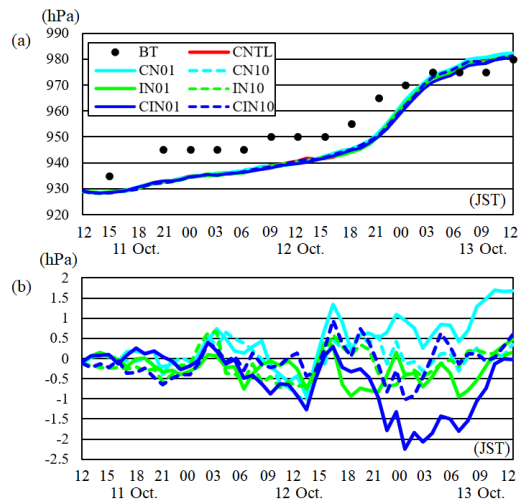 (hPa)
(a)
990
980
970
960
950
940
930
920
BT CNTL
CN01 CN10
IN01 IN10
CIN01 CIN10
(JST)
12 15 18 21 00 03 06 09 12 15 18 21 00 03 06 09 12
11 Oct. 12 Oct. 13 Oct.
(hPa)
(b)
2
1.5
1
0.5
0
-0.5
-1
-1.5
-2
-2.5
(JST)
12 15 18 21 00 03 06 09 12 15 18 21 00 03 06 09 12
11 Oct. 12 Oct. 13 Oct.